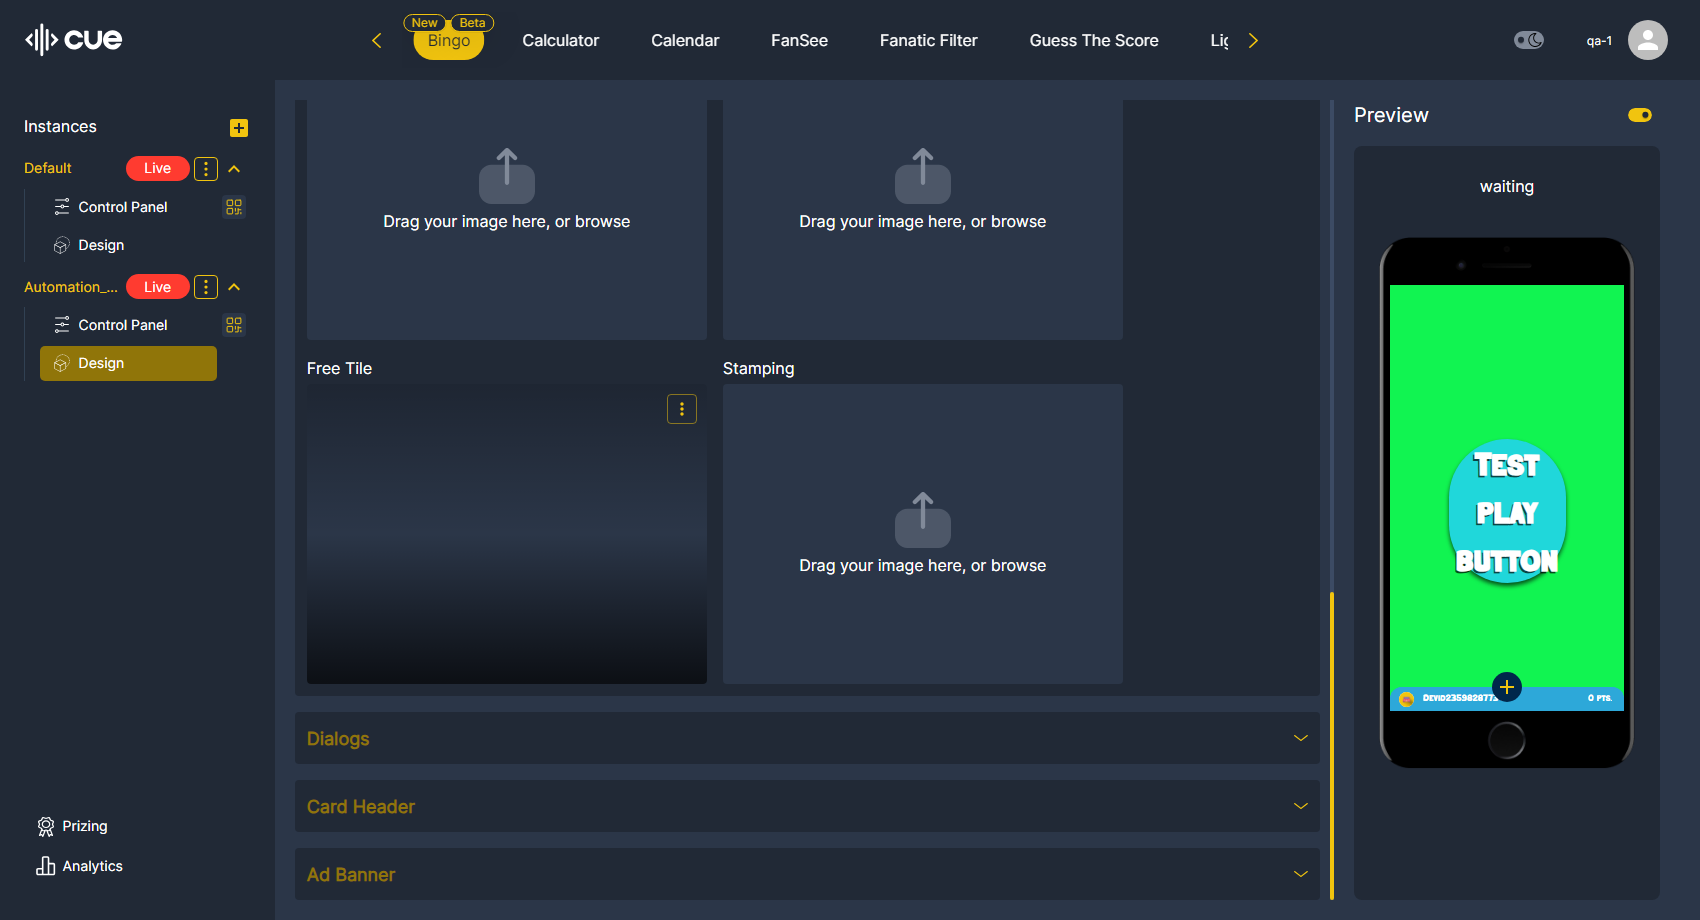 cue
New Beta
Bingo
Calculator
Calendar
FanSee
Fanatic Filter
Guess The Score
qa-1
Instances
Default
Live
Control Panel
Design
Automation_...
Live
Control Panel
Design
Prizing
Analytics
Drag your image here, or browse
Drag your image here, or browse
Free Tile
Stamping
Drag your image here, or browse
Dialogs
Card Header
Ad Banner
Preview
waiting
Test
Play
Button
0 pts.